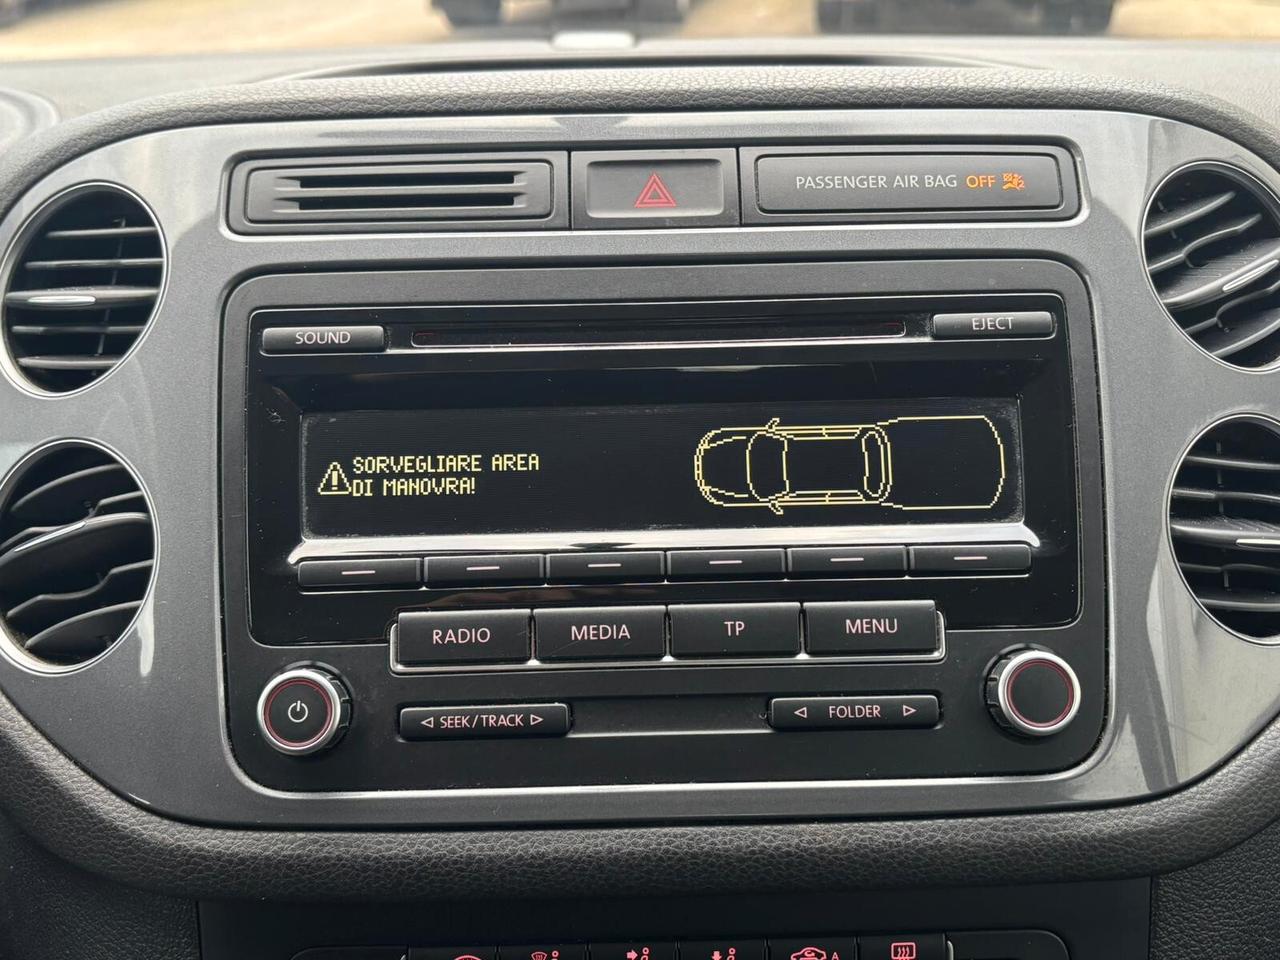 PASSENGER AIR BAG OFF
SOUND
EJECT
SORVEGLIARE AREA
DI MANOVRA!
RADIO
MEDIA
TP
MENU
SEEK/TRACK
FOLDER
A